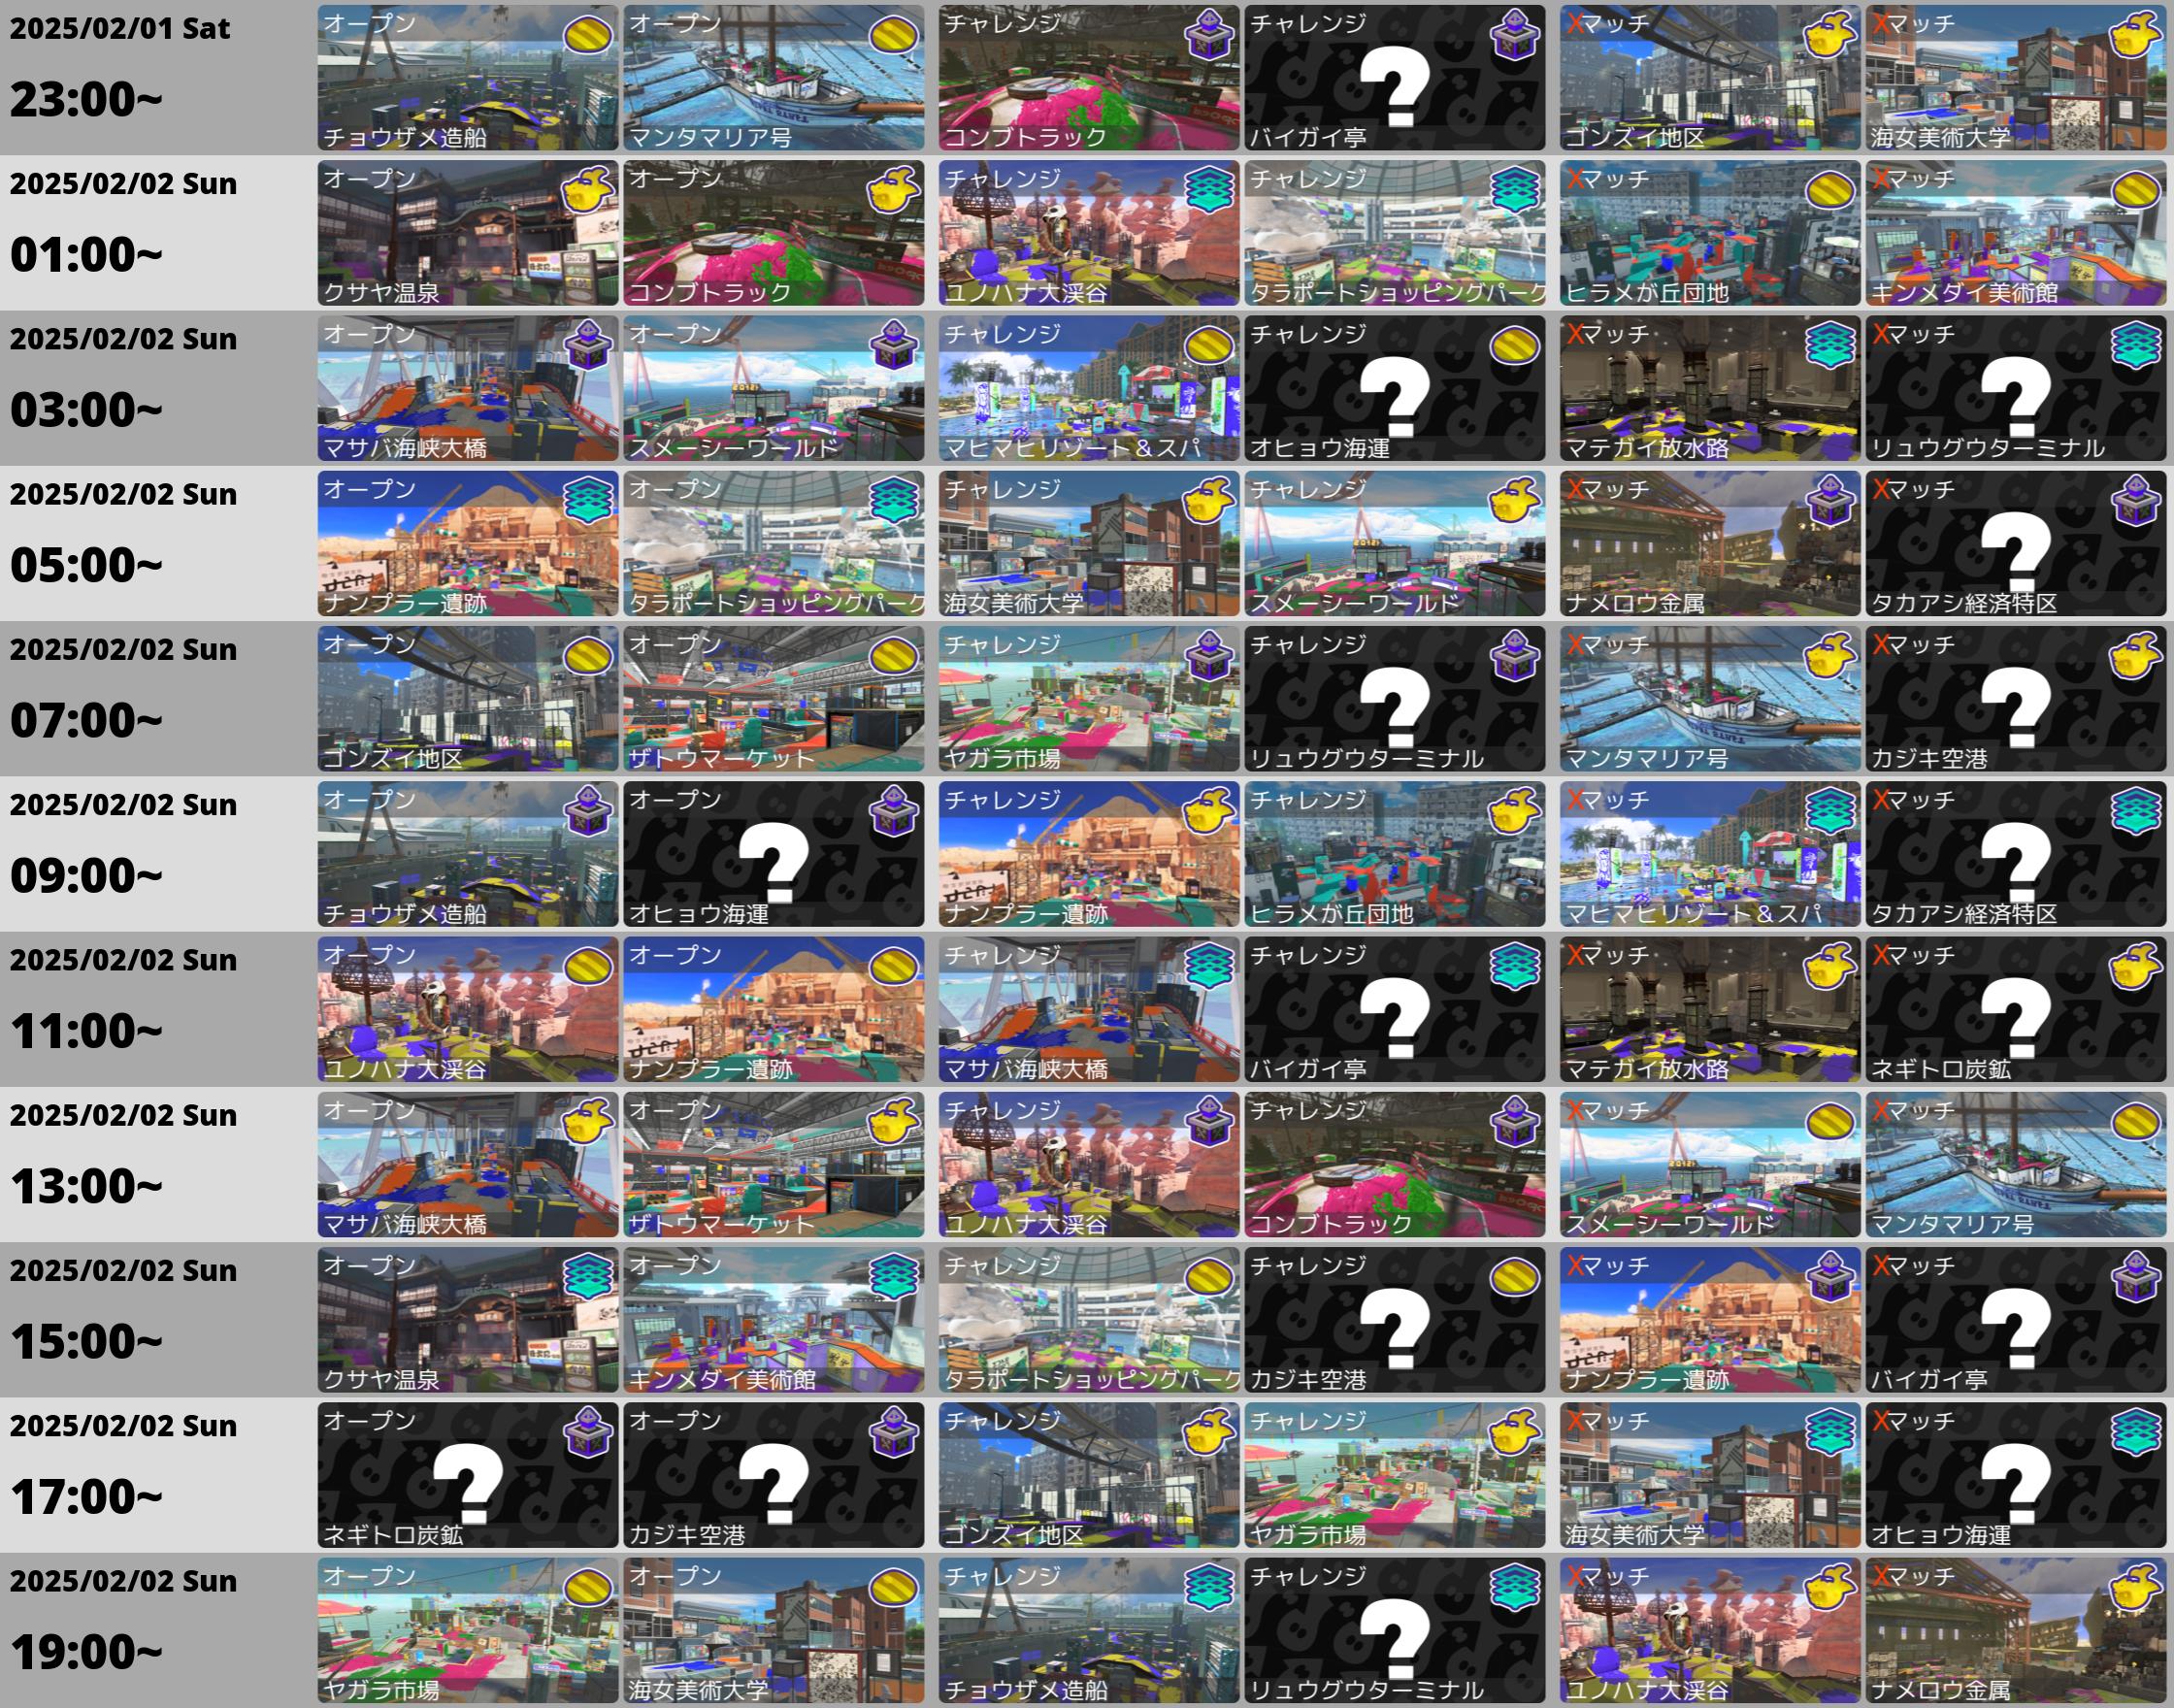 2025/02/01 Sat
23:00~
オープン
チョウザメ造船
オープン
マンタマリア号
チャレンジ
コンブトラック
チャレンジ
バイガイ亭
Xマッチ
ゴンズイ地区
Xマッチ
海女美術大学
2025/02/02 Sun
01:00~
オープン
クサヤ温泉
オープン
コンブトラック
チャレンジ
ユノハナ大渓谷
チャレンジ
タラポートショッピングパーク
Xマッチ
ヒラメが丘団地
Xマッチ
キンメダイ美術館
2025/02/02 Sun
03:00~
オープン
マサバ海峡大橋
オープン
スメーシーワールド
チャレンジ
マヒマヒリゾート＆スパ
チャレンジ
オヒョウ海運
Xマッチ
マテガイ放水路
Xマッチ
リュウグウターミナル
2025/02/02 Sun
05:00~
オープン
ナンプラー遺跡
オープン
タラポートショッピングパーク
チャレンジ
海女美術大学
チャレンジ
スメーシーワールド
Xマッチ
ナメロウ金属
Xマッチ
タカアシ経済特区
2025/02/02 Sun
07:00~
オープン
ゴンズイ地区
オープン
ザトウマーケット
チャレンジ
ヤガラ市場
チャレンジ
リュウグウターミナル
Xマッチ
マンタマリア号
Xマッチ
カジキ空港
2025/02/02 Sun
09:00~
オープン
チョウザメ造船
オープン
オヒョウ海運
チャレンジ
ナンプラー遺跡
チャレンジ
ヒラメが丘団地
Xマッチ
マヒマヒリゾート＆スパ
Xマッチ
タカアシ経済特区
2025/02/02 Sun
11:00~
オープン
ユノハナ大渓谷
オープン
ナンプラー遺跡
チャレンジ
マサバ海峡大橋
チャレンジ
バイガイ亭
Xマッチ
マテガイ放水路
Xマッチ
ネギトロ炭鉱
2025/02/02 Sun
13:00~
オープン
マサバ海峡大橋
オープン
ザトウマーケット
チャレンジ
ユノハナ大渓谷
チャレンジ
コンブトラック
Xマッチ
スメーシーワールド
Xマッチ
マンタマリア号
2025/02/02 Sun
15:00~
オープン
クサヤ温泉
オープン
キンメダイ美術館
チャレンジ
タラポートショッピングパーク
チャレンジ
カジキ空港
Xマッチ
ナンプラー遺跡
Xマッチ
バイガイ亭
2025/02/02 Sun
17:00~
オープン
ネギトロ炭鉱
オープン
カジキ空港
チャレンジ
ゴンズイ地区
チャレンジ
ヤガラ市場
Xマッチ
海女美術大学
Xマッチ
オヒョウ海運
2025/02/02 Sun
19:00~
オープン
ヤガラ市場
オープン
海女美術大学
チャレンジ
チョウザメ造船
チャレンジ
リュウグウターミナル
Xマッチ
ユノハナ大渓谷
Xマッチ
ナメロウ金属